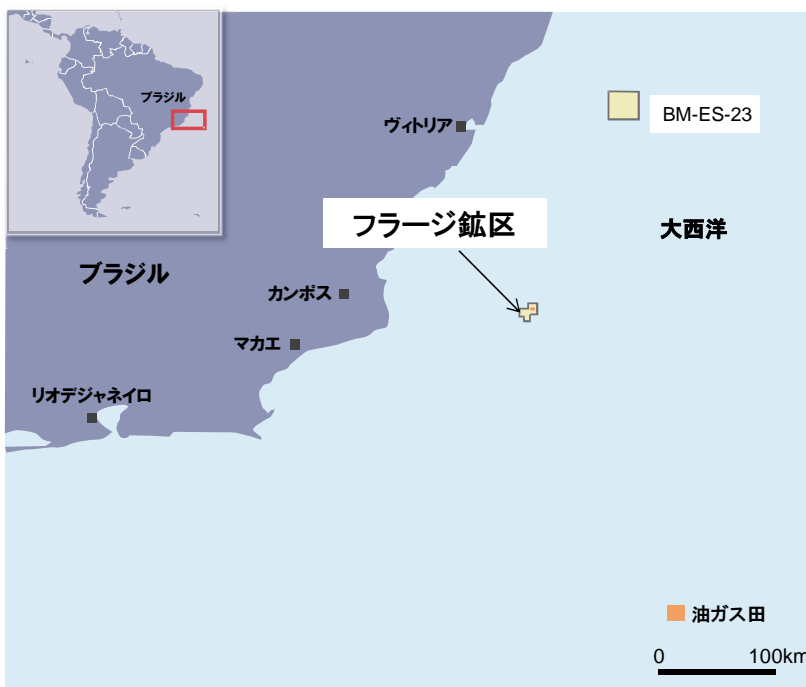 ブラジル
ヴィトリア
BM-ES-23
フラージ鉱区
大西洋
ブラジル
カンポス
マカエ
リオデジャネイロ
油ガス田
0 100km